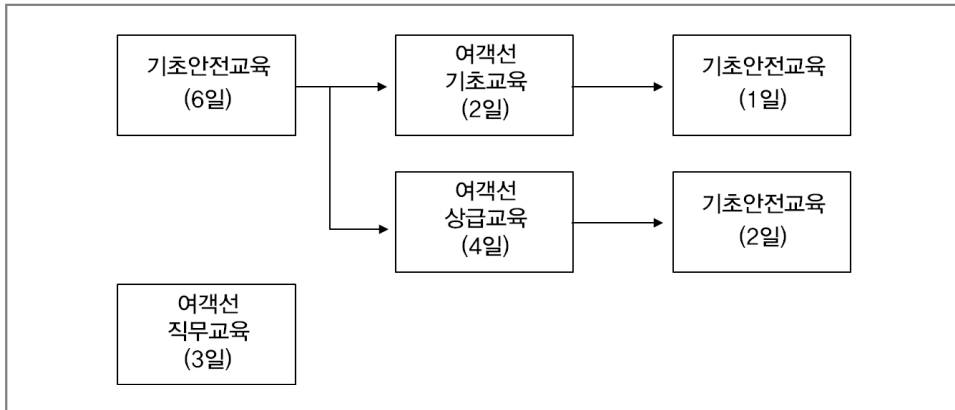 기초안전교육
(6일)
여객선
기초교육
(2일)
기초안전교육
(1일)
여객선
상급교육
(4일)
기초안전교육
(2일)
여객선
직무교육
(3일)